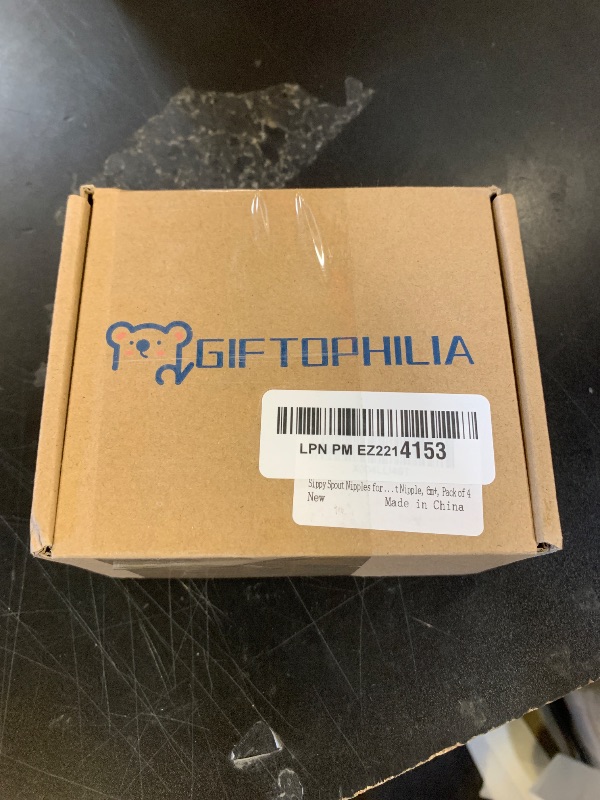 GIFTOPHILIA
LPN PM EZ2214153
Sippy Spout Nipples for...t Nipple, 6m+, Pack of 4
New
Made in China